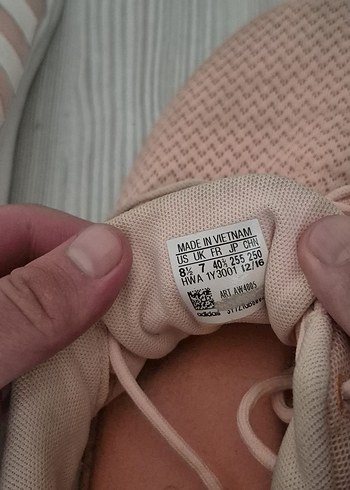 MADE IN VIETNAM
US UK FR JP CHN
8½ 7 40⅔ 255 250
HWA 1Y3001 12/16
ART AW4005
adidas